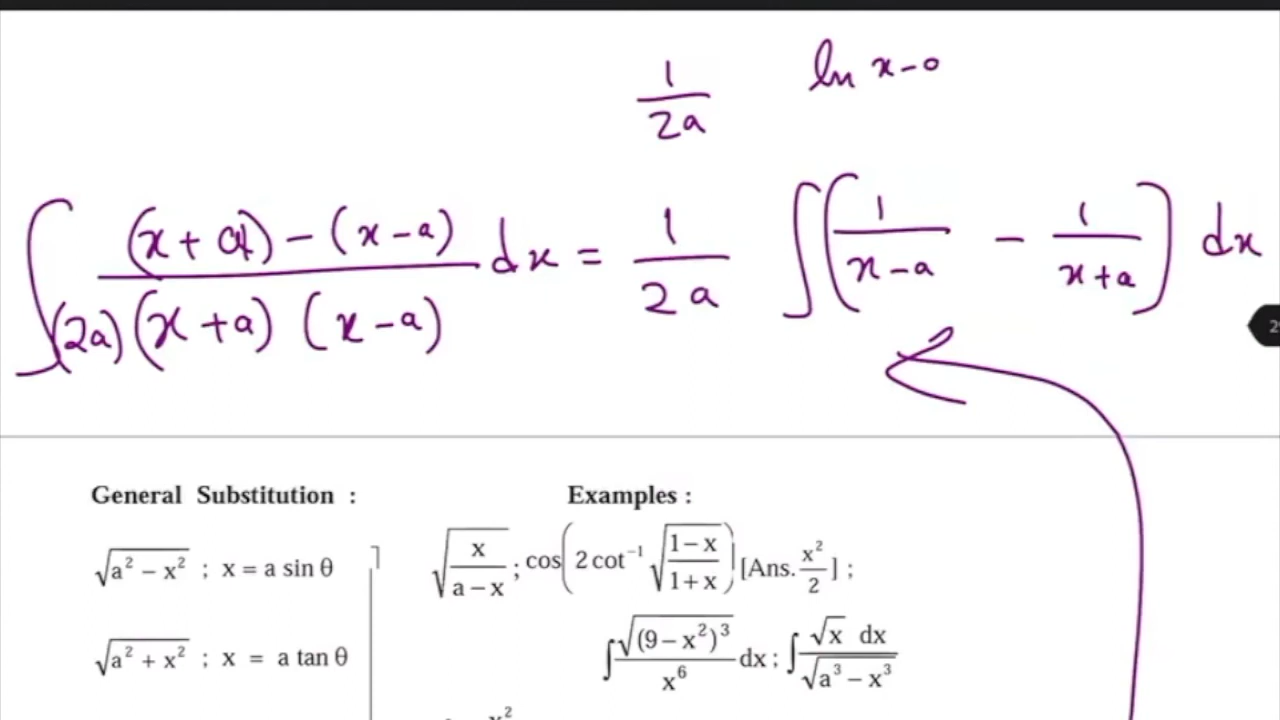 1/2a   ln x-a
∫ (x+a)-(x-a) / (2a)(x+a)(x-a) dx = 1/2a ∫(1/x-a - 1/x+a) dx
General Substitution :   Examples :
√a² − x² ; x = a sin θ   √x/a−x ; cos(2 cot⁻¹ √1−x/1+x) [Ans. x²/2] ;
√a² + x² ; x = a tan θ   ∫ √(9−x²)³ / x⁶ dx ; ∫ √x dx / √a³ − x³